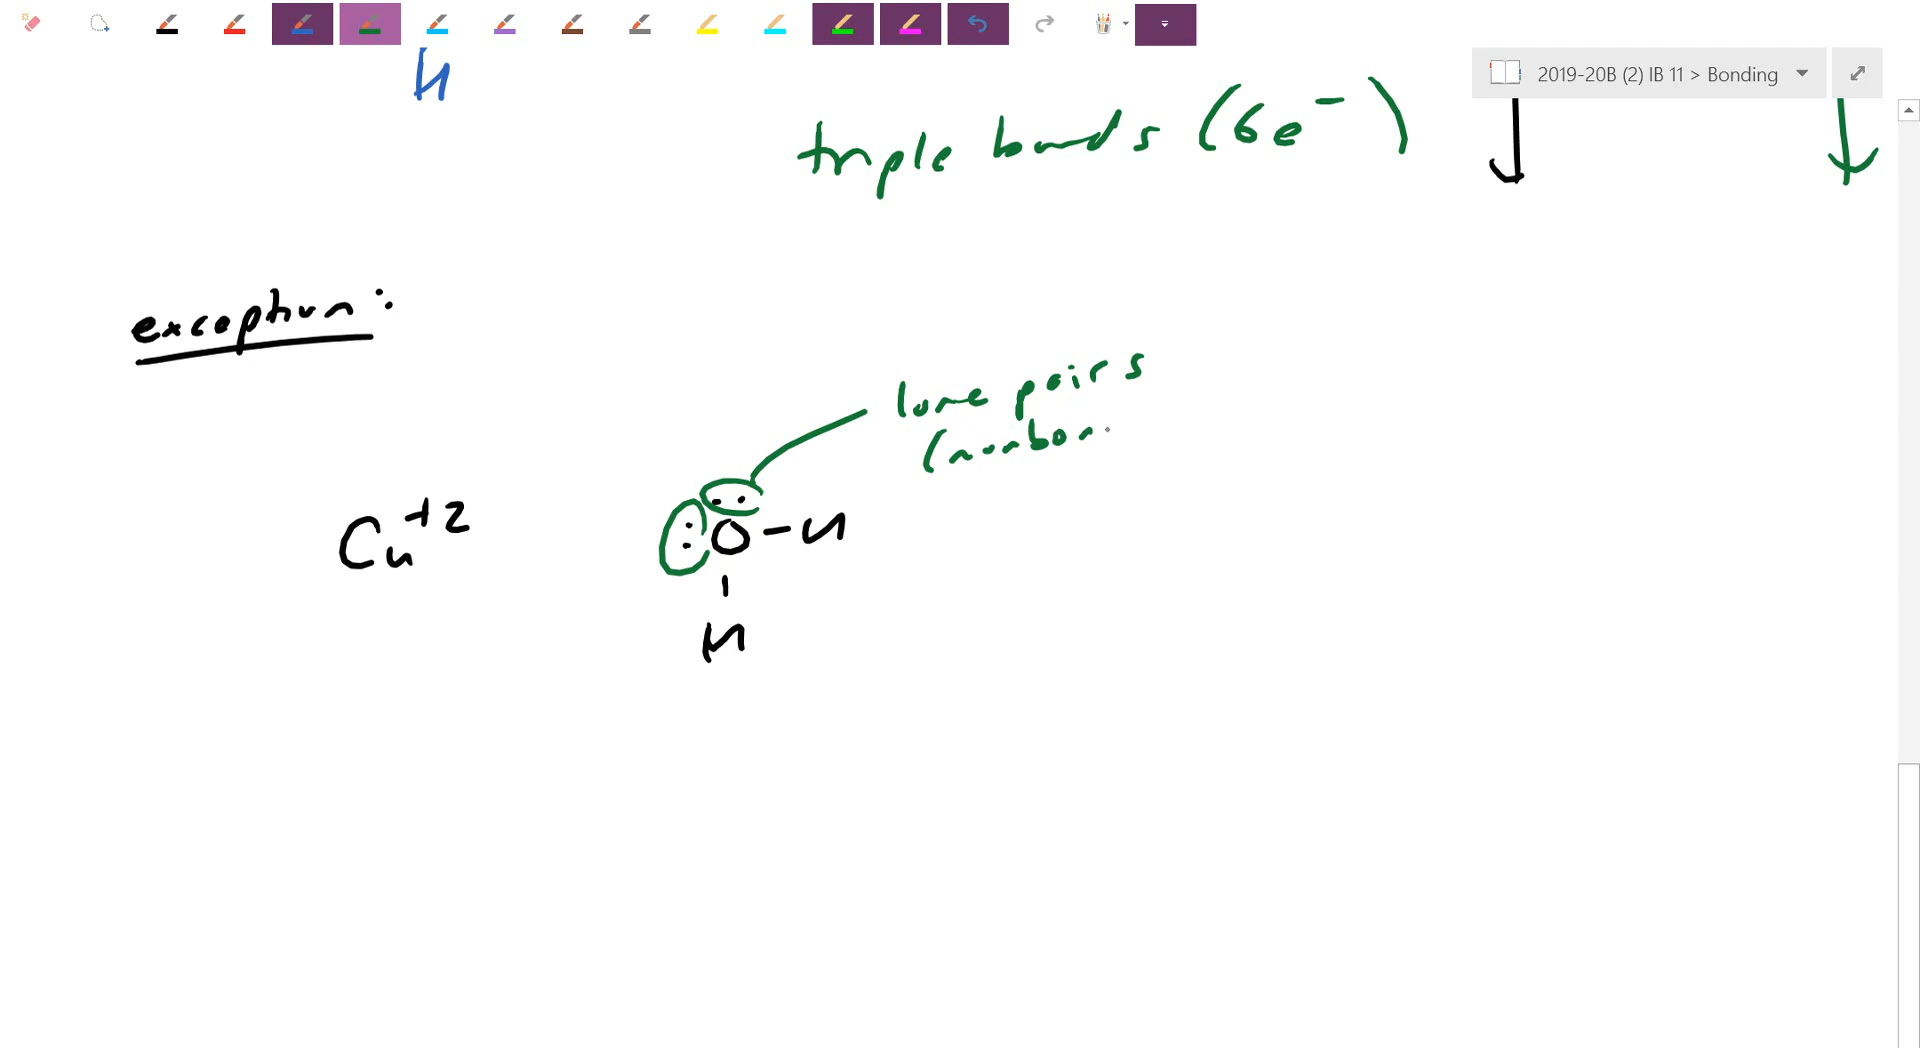 H
2019-20B (2) IB 11 > Bonding
triple bonds (6e⁻)
exception:
lone pairs
(nonbon
Cu+2
:Ö-H
H